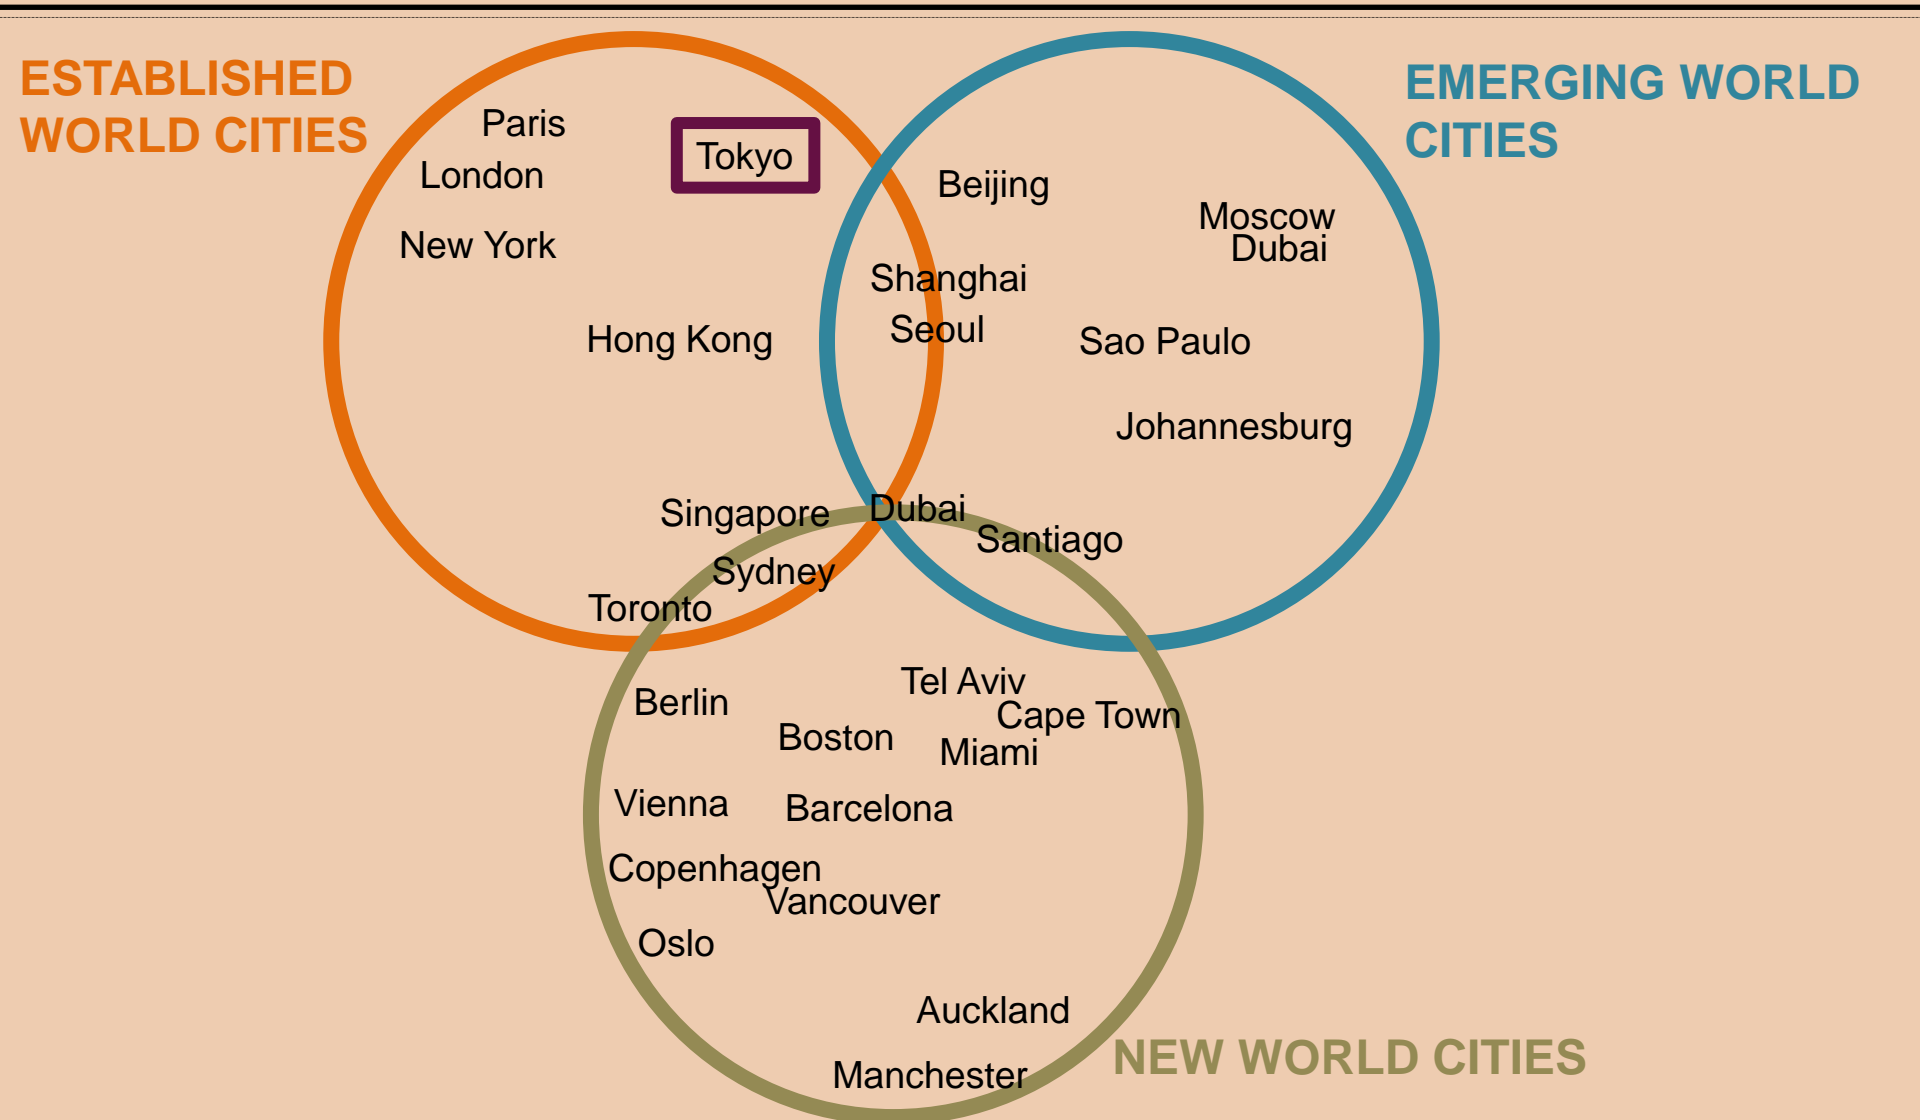 ESTABLISHED
WORLD CITIES
EMERGING WORLD
CITIES
Paris
Tokyo
London
Beijing
Moscow
New York
Dubai
Shanghai
Seoul
Hong Kong
Sao Paulo
Johannesburg
Singapore
Dubai
Santiago
Sydney
Toronto
Tel Aviv
Berlin
Cape Town
Boston
Miami
Vienna
Barcelona
Copenhagen
Vancouver
Oslo
Auckland
NEW WORLD CITIES
Manchester